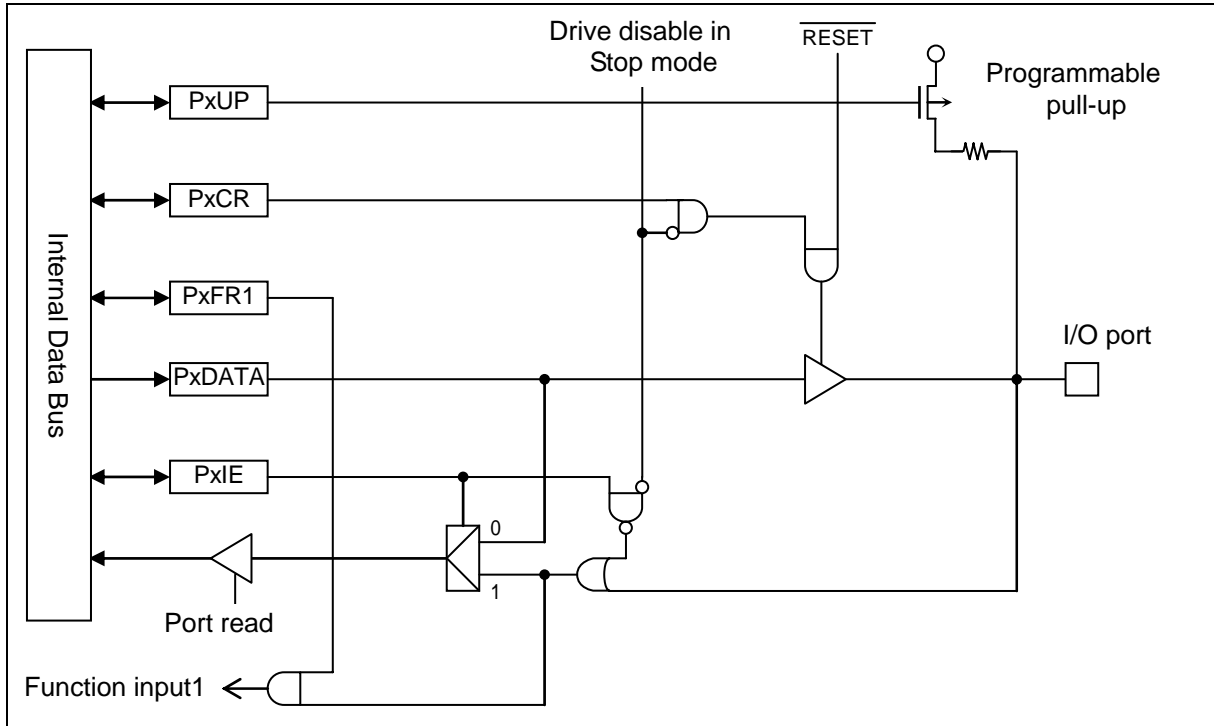 Drive disable in
Stop mode
RESET
Programmable
pull-up
PxUP
PxCR
PxFR1
PxDATA
PxIE
Internal Data Bus
I/O port
0
1
Port read
Function input1